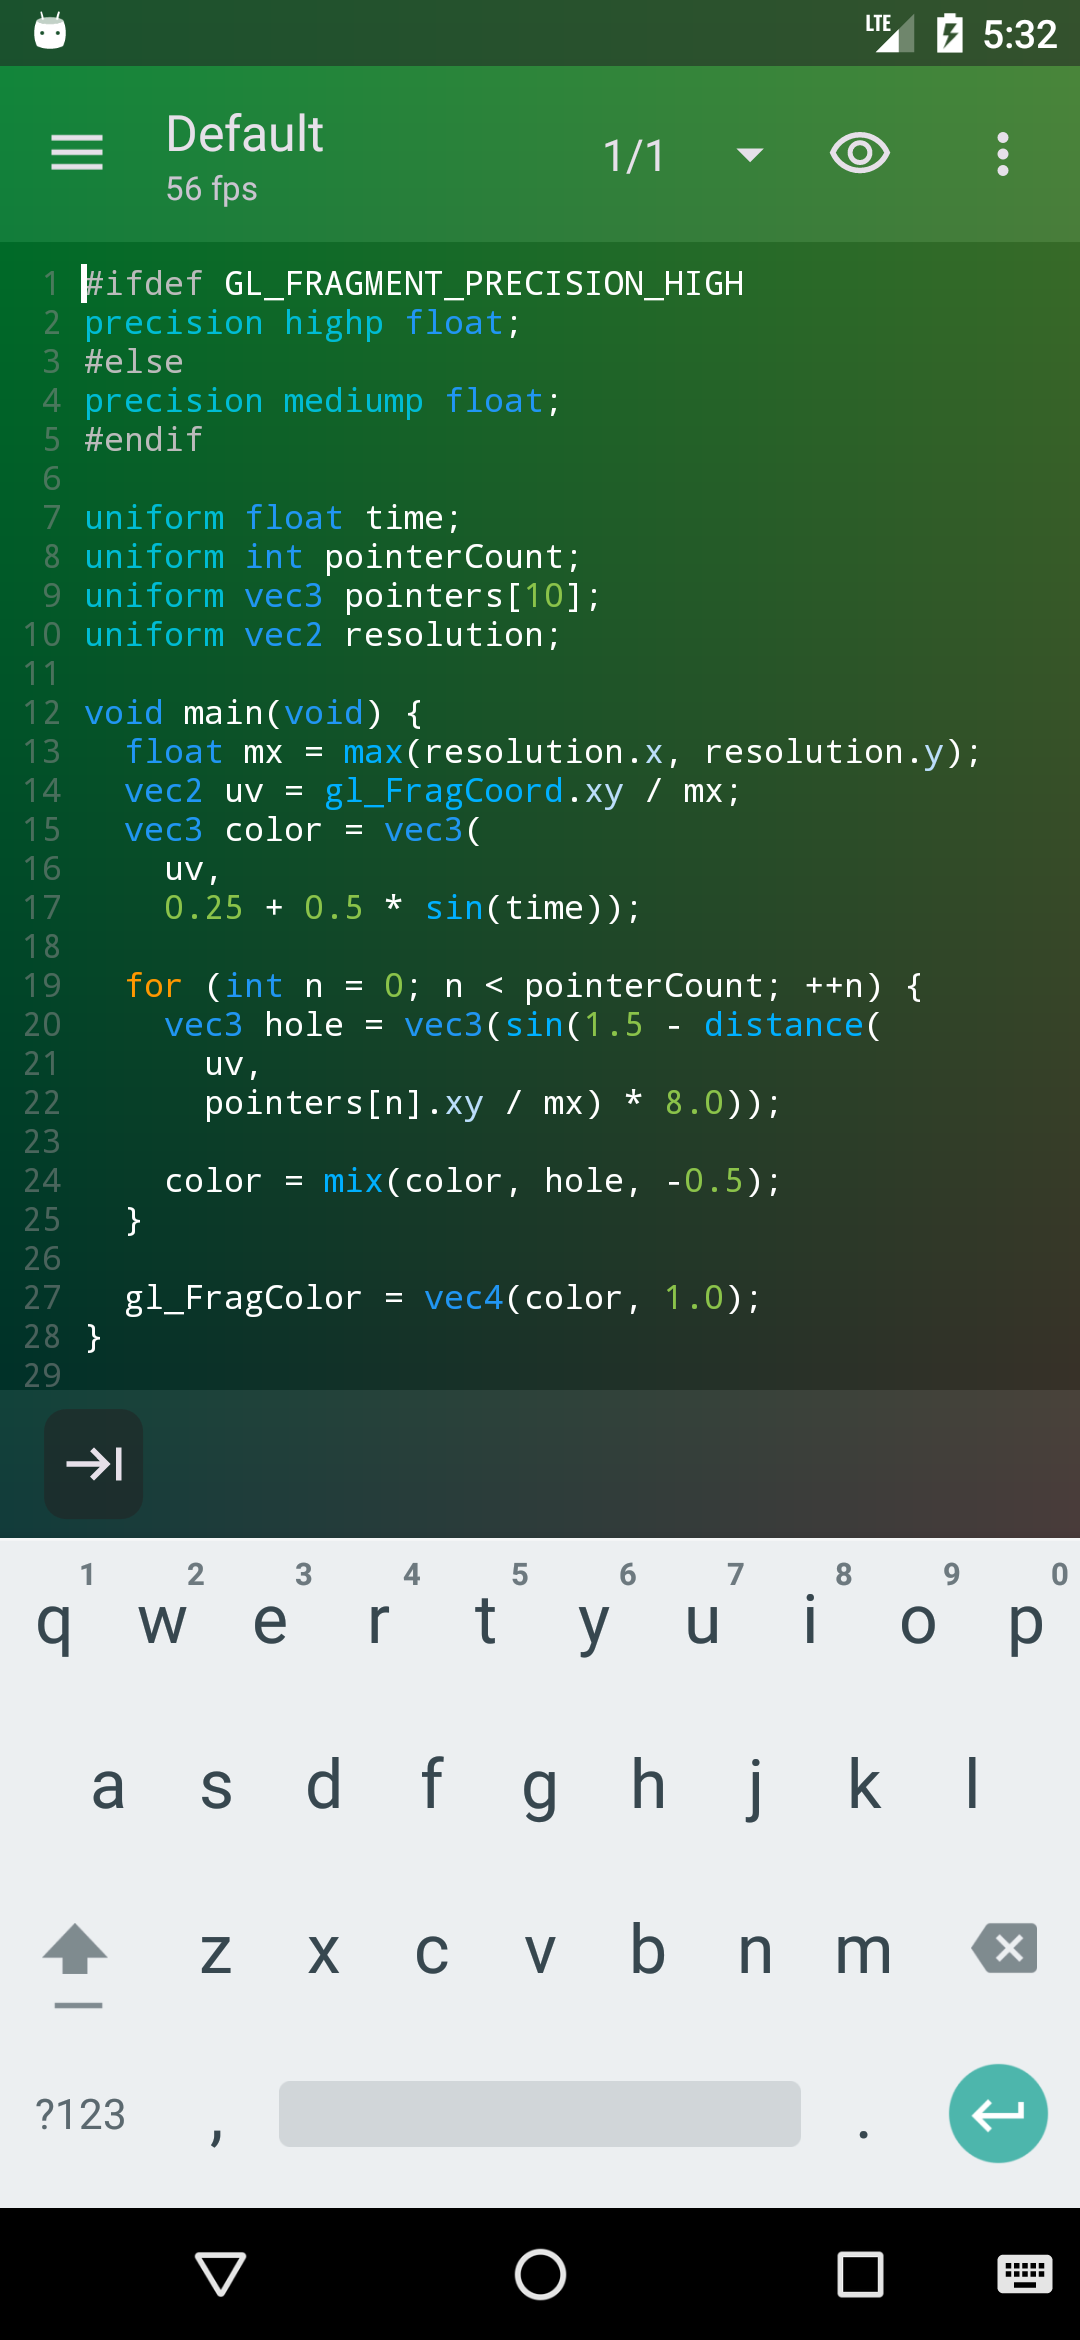 LTE 5:32
Default 1/1
56 fps
1 #ifdef GL_FRAGMENT_PRECISION_HIGH
2 precision highp float;
3 #else
4 precision mediump float;
5 #endif
6
7 uniform float time;
8 uniform int pointerCount;
9 uniform vec3 pointers[10];
10 uniform vec2 resolution;
11
12 void main(void) {
13   float mx = max(resolution.x, resolution.y);
14   vec2 uv = gl_FragCoord.xy / mx;
15   vec3 color = vec3(
16     uv,
17     0.25 + 0.5 * sin(time));
18
19   for (int n = 0; n < pointerCount; ++n) {
20     vec3 hole = vec3(sin(1.5 - distance(
21       uv,
22       pointers[n].xy / mx) * 8.0));
23
24     color = mix(color, hole, -0.5);
25   }
26
27   gl_FragColor = vec4(color, 1.0);
28 }
29
1 2 3 4 5 6 7 8 9 0
q w e r t y u i o p
a s d f g h j k l
z x c v b n m
?123 , .